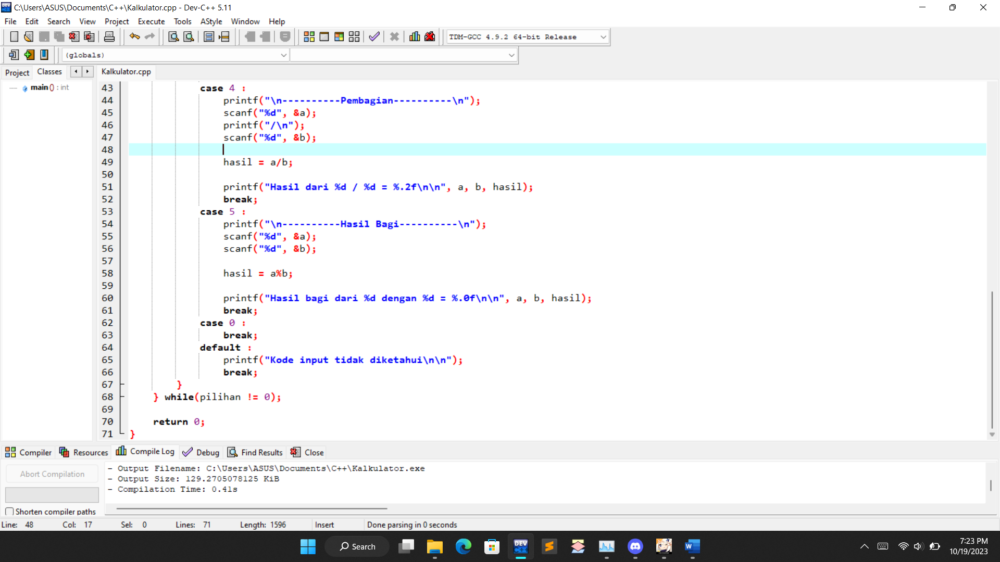 C:\Users\ASUS\Documents\C++\Kalkulator.cpp - Dev-C++ 5.11
File Edit Search View Project Execute Tools AStyle Window Help
TDM-GCC 4.9.2 64-bit Release
(globals)
Project Classes Kalkulator.cpp
main () : int
43 case 4 :
44 printf("\n----------Pembagian----------\n");
45 scanf("%d", &a);
46 printf("/\n");
47 scanf("%d", &b);
48
49 hasil = a/b;
50
51 printf("Hasil dari %d / %d = %.2f\n\n", a, b, hasil);
52 break;
53 case 5 :
54 printf("\n----------Hasil Bagi----------\n");
55 scanf("%d", &a);
56 scanf("%d", &b);
57
58 hasil = a%b;
59
60 printf("Hasil bagi dari %d dengan %d = %.0f\n\n", a, b, hasil);
61 break;
62 case 0 :
63 break;
64 default :
65 printf("Kode input tidak diketahui\n\n");
66 break;
67 }
68 } while(pilihan != 0);
69
70 return 0;
71 }
Compiler Resources Compile Log Debug Find Results Close
Abort Compilation
Shorten compiler paths
- Output Filename: C:\Users\ASUS\Documents\C++\Kalkulator.exe
- Output Size: 129.2705078125 KiB
- Compilation Time: 0.41s
Line: 48 Col: 17 Sel: 0 Lines: 71 Length: 1596 Insert Done parsing in 0 seconds
Search
DEV C++
W
7:23 PM
10/19/2023